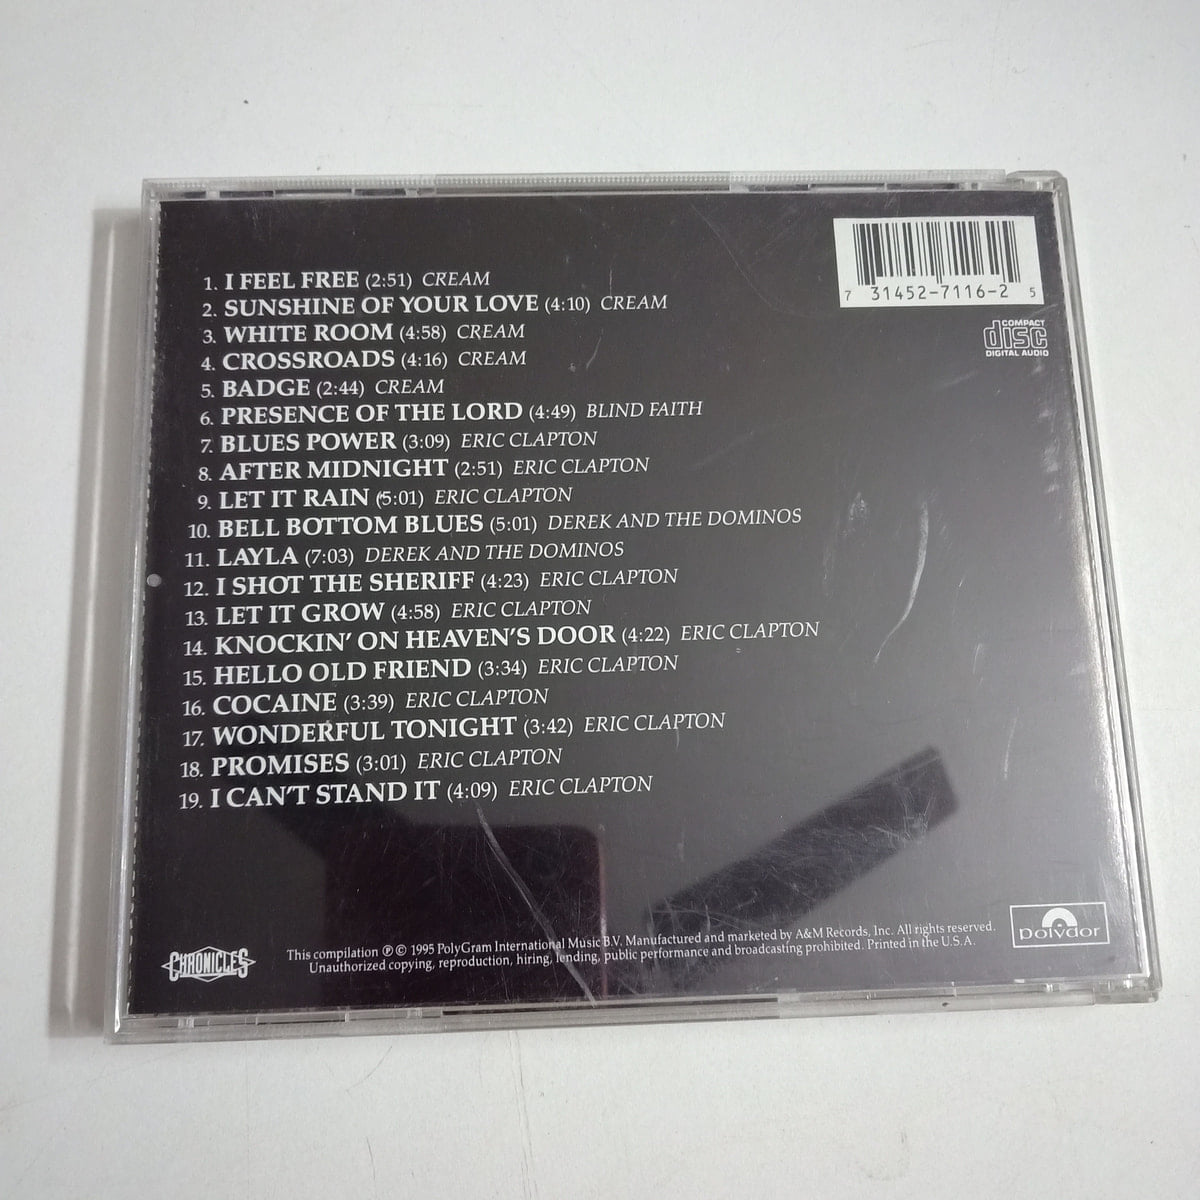 7 31452-7116-2 5
COMPACT
disc
DIGITAL AUDIO
1. I FEEL FREE (2:51) CREAM
2. SUNSHINE OF YOUR LOVE (4:10) CREAM
3. WHITE ROOM (4:58) CREAM
4. CROSSROADS (4:16) CREAM
5. BADGE (2:44) CREAM
6. PRESENCE OF THE LORD (4:49) BLIND FAITH
7. BLUES POWER (3:09) ERIC CLAPTON
8. AFTER MIDNIGHT (2:51) ERIC CLAPTON
9. LET IT RAIN (5:01) ERIC CLAPTON
10. BELL BOTTOM BLUES (5:01) DEREK AND THE DOMINOS
11. LAYLA (7:03) DEREK AND THE DOMINOS
12. I SHOT THE SHERIFF (4:23) ERIC CLAPTON
13. LET IT GROW (4:58) ERIC CLAPTON
14. KNOCKIN' ON HEAVEN'S DOOR (4:22) ERIC CLAPTON
15. HELLO OLD FRIEND (3:34) ERIC CLAPTON
16. COCAINE (3:39) ERIC CLAPTON
17. WONDERFUL TONIGHT (3:42) ERIC CLAPTON
18. PROMISES (3:01) ERIC CLAPTON
19. I CAN'T STAND IT (4:09) ERIC CLAPTON
CHRONICLES
This compilation ℗ © 1995 PolyGram International Music B.V. Manufactured and marketed by A&M Records, Inc. All rights reserved.
Unauthorized copying, reproduction, hiring, lending, public performance and broadcasting prohibited. Printed in the U.S.A.
polydor